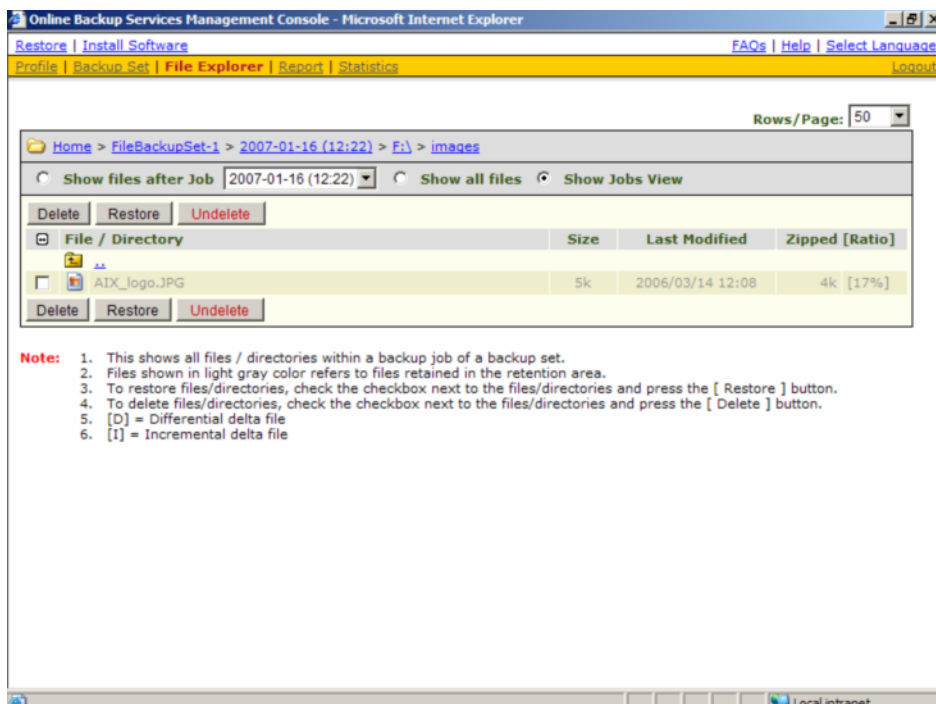 Online Backup Services Management Console - Microsoft Internet Explorer
Restore | Install Software FAQs | Help | Select Language
Profile | Backup Set | File Explorer | Report | Statistics Logout
Rows/Page: 50
Home > FileBackupSet-1 > 2007-01-16 (12:22) > F:\ > images
Show files after Job 2007-01-16 (12:22) Show all files Show Jobs View
Delete Restore Undelete
File / Directory Size Last Modified Zipped [Ratio]
..
AIX_logo.JPG 5k 2006/03/14 12:08 4k [17%]
Delete Restore Undelete
Note: 1. This shows all files / directories within a backup job of a backup set.
2. Files shown in light gray color refers to files retained in the retention area.
3. To restore files/directories, check the checkbox next to the files/directories and press the [ Restore ] button.
4. To delete files/directories, check the checkbox next to the files/directories and press the [ Delete ] button.
5. [D] = Differential delta file
6. [I] = Incremental delta file
Local intranet